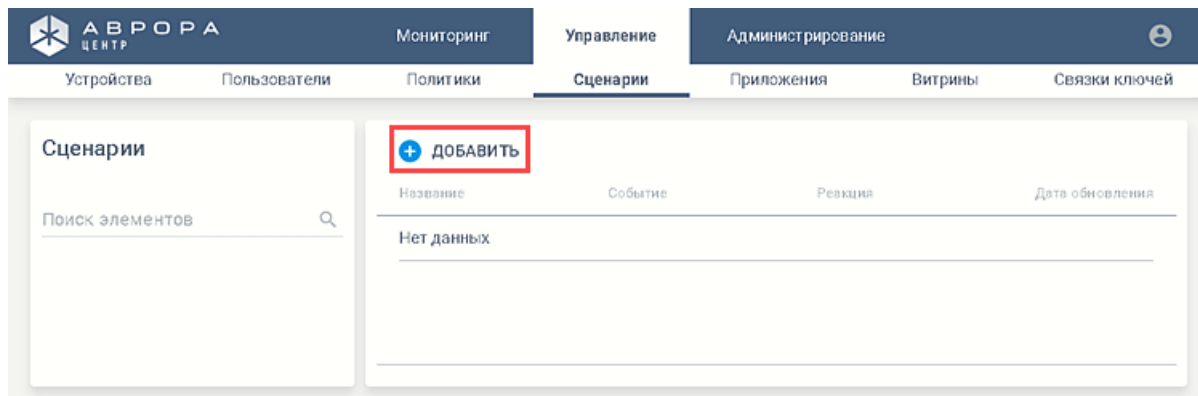 АВРОРА
ЦЕНТР
Мониторинг Управление Администрирование
Устройства Пользователи Политики Сценарии Приложения Витрины Связки ключей
Сценарии
Поиск элементов
ДОБАВИТЬ
Название Событие Реакция Дата обновления
Нет данных